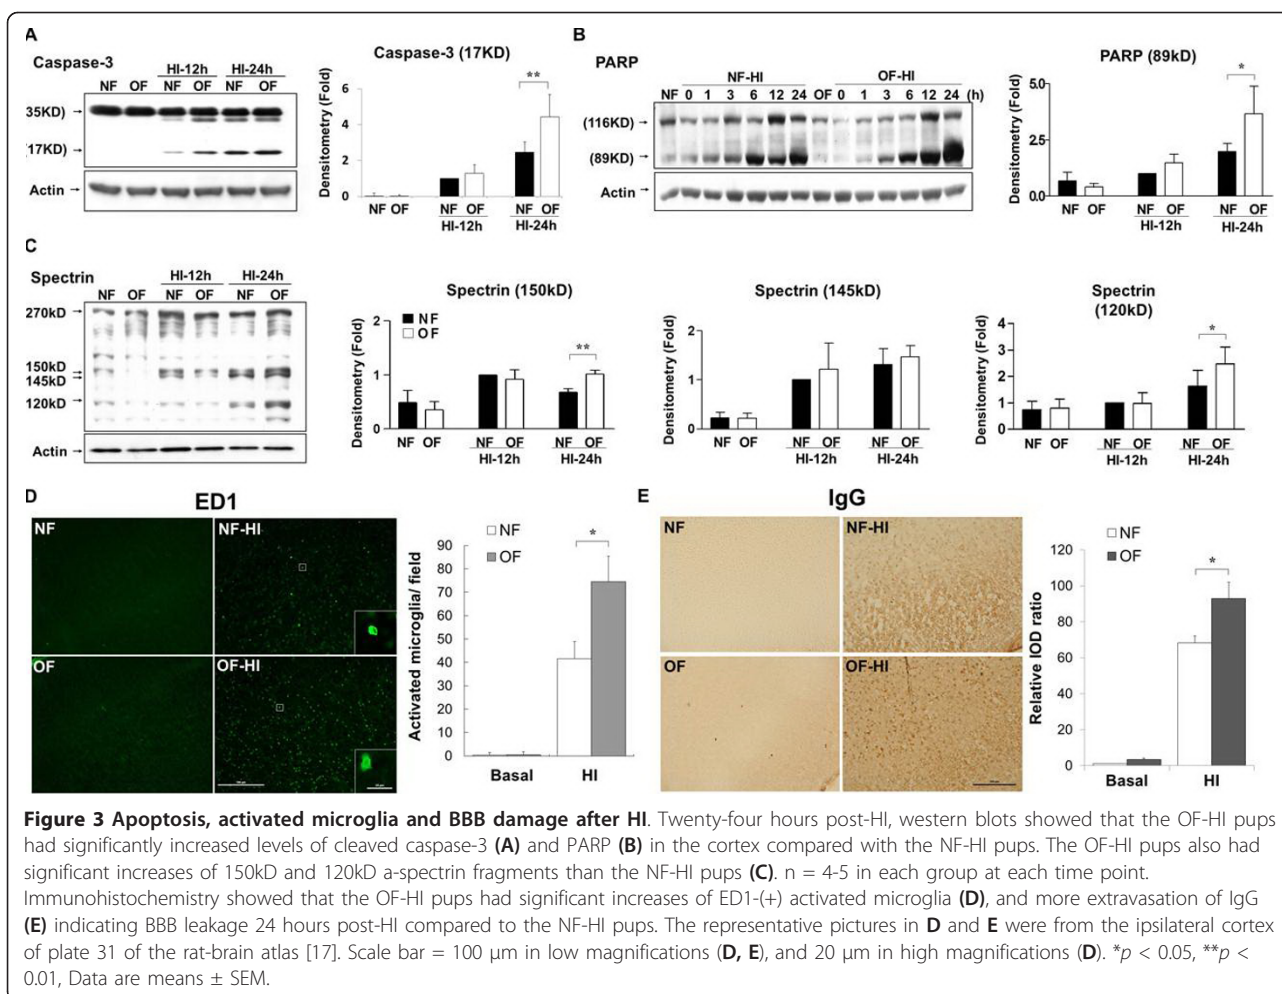 A
Caspase-3
HI-12h HI-24h
NF OF NF OF NF OF
35KD)
17KD)
Actin
Caspase-3 (17KD)
Densitometry (Fold)
6
4
2
0
**
NF OF NF OF NF OF
HI-12h HI-24h
B
PARP
NF-HI OF-HI
NF 0 1 3 6 12 24 OF 0 1 3 6 12 24 (h)
(116KD)
(89KD)
Actin
PARP (89kD)
Densitometry (Fold)
5.0
2.5
0.0
*
NF OF NF OF NF OF
HI-12h HI-24h
C
Spectrin
HI-12h HI-24h
NF OF NF OF NF OF
270kD
150kD
145kD
120kD
Actin
Spectrin (150kD)
Densitometry (Fold)
2
1
0
NF
OF
**
NF OF NF OF NF OF
HI-12h HI-24h
Spectrin (145kD)
Densitometry (Fold)
2
1
0
NF OF NF OF NF OF
HI-12h HI-24h
Spectrin
(120kD)
Densitometry (Fold)
4
3
2
1
0
*
NF OF NF OF NF OF
HI-12h HI-24h
D
ED1
NF
NF-HI
OF
OF-HI
Activated microglia/ field
90
80
70
60
50
40
30
20
10
0
NF
OF
*
Basal HI
E
IgG
NF
NF-HI
OF
OF-HI
Relative IOD ratio
120
100
80
60
40
20
0
NF
OF
*
Basal HI
Figure 3 Apoptosis, activated microglia and BBB damage after HI. Twenty-four hours post-HI, western blots showed that the OF-HI pups
had significantly increased levels of cleaved caspase-3 (A) and PARP (B) in the cortex compared with the NF-HI pups. The OF-HI pups also had
significant increases of 150kD and 120kD a-spectrin fragments than the NF-HI pups (C). n = 4-5 in each group at each time point.
Immunohistochemistry showed that the OF-HI pups had significant increases of ED1-(+) activated microglia (D), and more extravasation of IgG
(E) indicating BBB leakage 24 hours post-HI compared to the NF-HI pups. The representative pictures in D and E were from the ipsilateral cortex
of plate 31 of the rat-brain atlas [17]. Scale bar = 100 μm in low magnifications (D, E), and 20 μm in high magnifications (D). *p < 0.05, **p <
0.01, Data are means ± SEM.